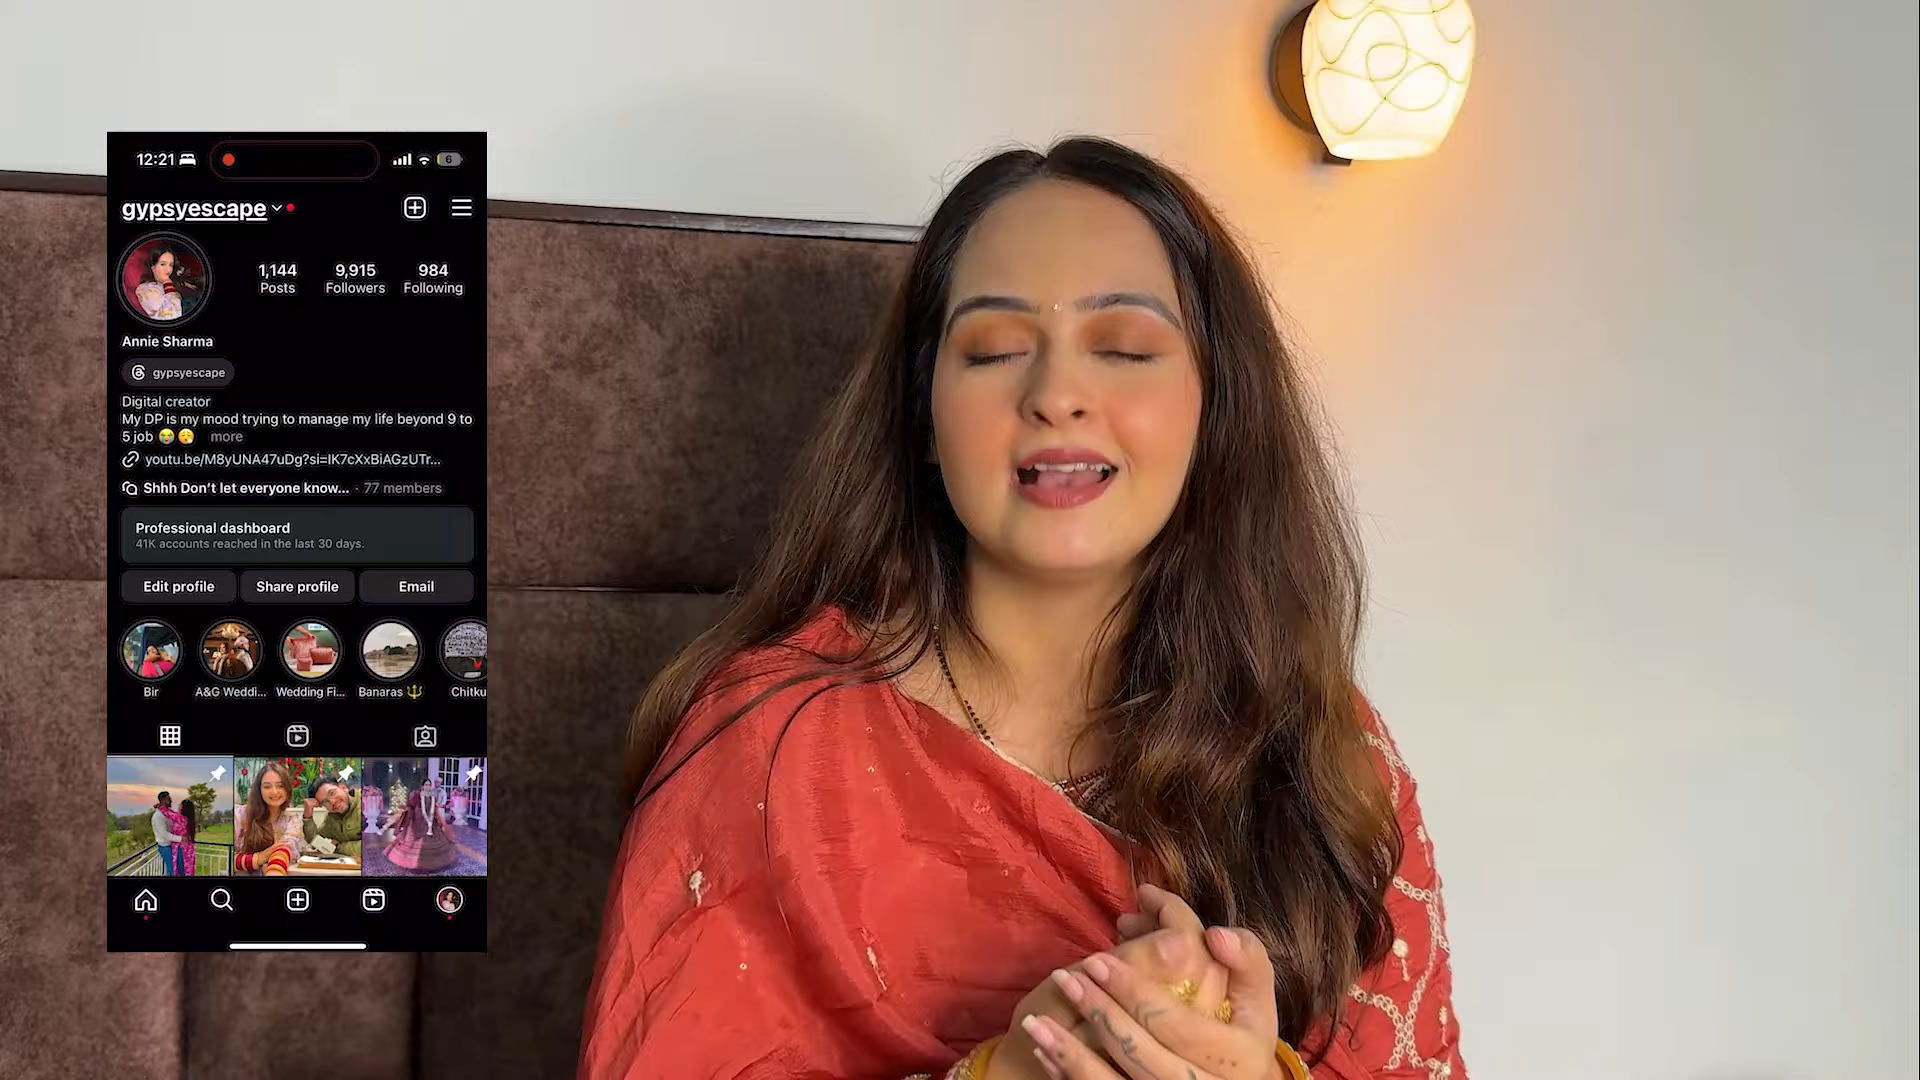 12:21
6
gypsyescape
1,144 9,915 984
Posts Followers Following
Annie Sharma
gypsyescape
Digital creator
My DP is my mood trying to manage my life beyond 9 to
5 job 😭😮‍💨 more
youtu.be/M8yUNA47uDg?si=IK7cXxBiAGzUTr...
Shhh Don't let everyone know... · 77 members
Professional dashboard
41K accounts reached in the last 30 days.
Edit profile Share profile Email
Bir A&G Weddi... Wedding Fi... Banaras 🔱 Chitku